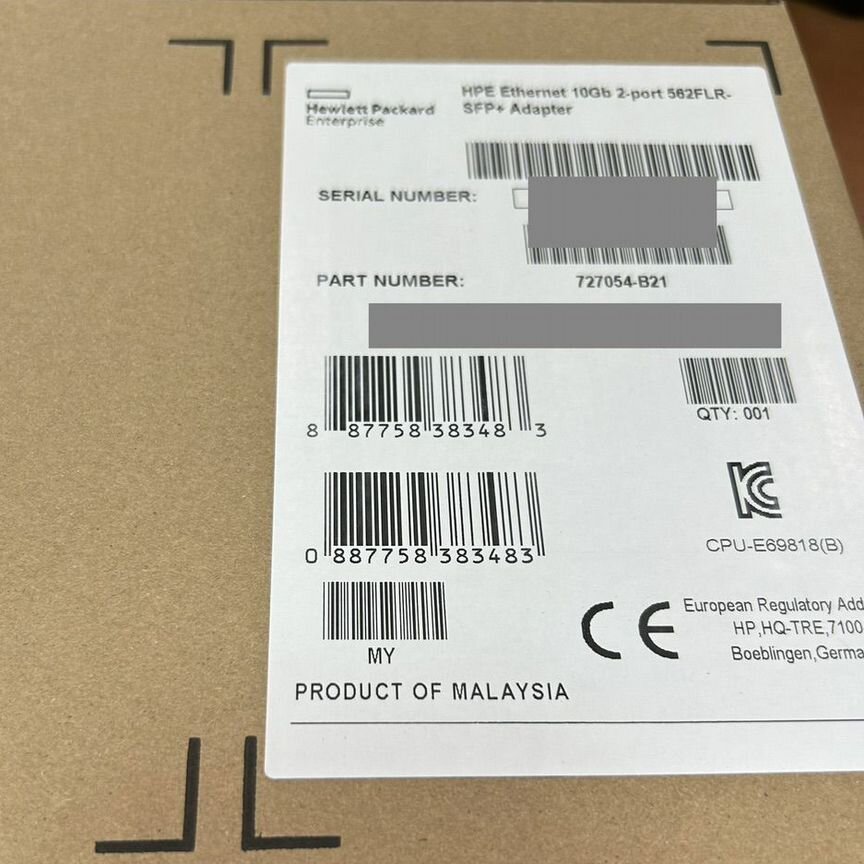 Hewlett Packard
Enterprise
HPE Ethernet 10Gb 2-port 562FLR-
SFP+ Adapter
SERIAL NUMBER:
PART NUMBER: 727054-B21
8 87758 38348 3
QTY: 001
0 887758 383483
CPU-E69818(B)
MY
European Regulatory Add
HP,HQ-TRE,7100
Boeblingen,Germa
PRODUCT OF MALAYSIA